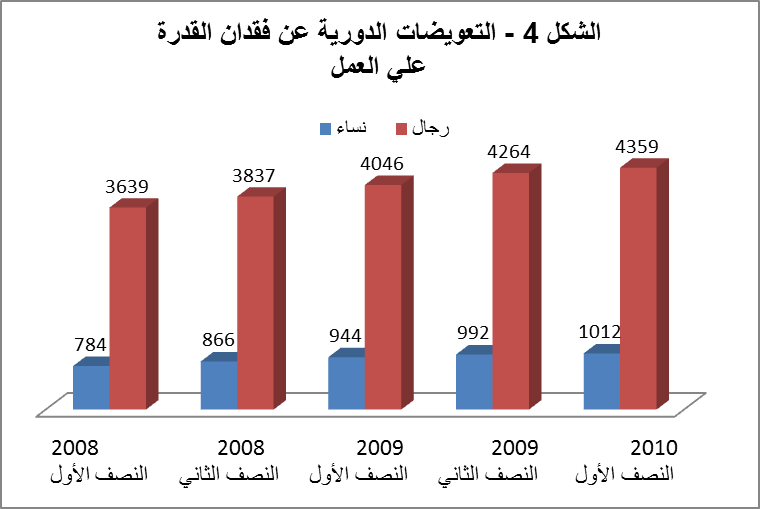 الشكل 4 - التعويضات الدورية عن فقدان القدرة
علي العمل
نساء رجال
3639
3837
4046
4264
4359
784
866
944
992
1012
2008 2008 2009 2009 2010
النصف الأول النصف الثاني النصف الأول النصف الثاني النصف الأول